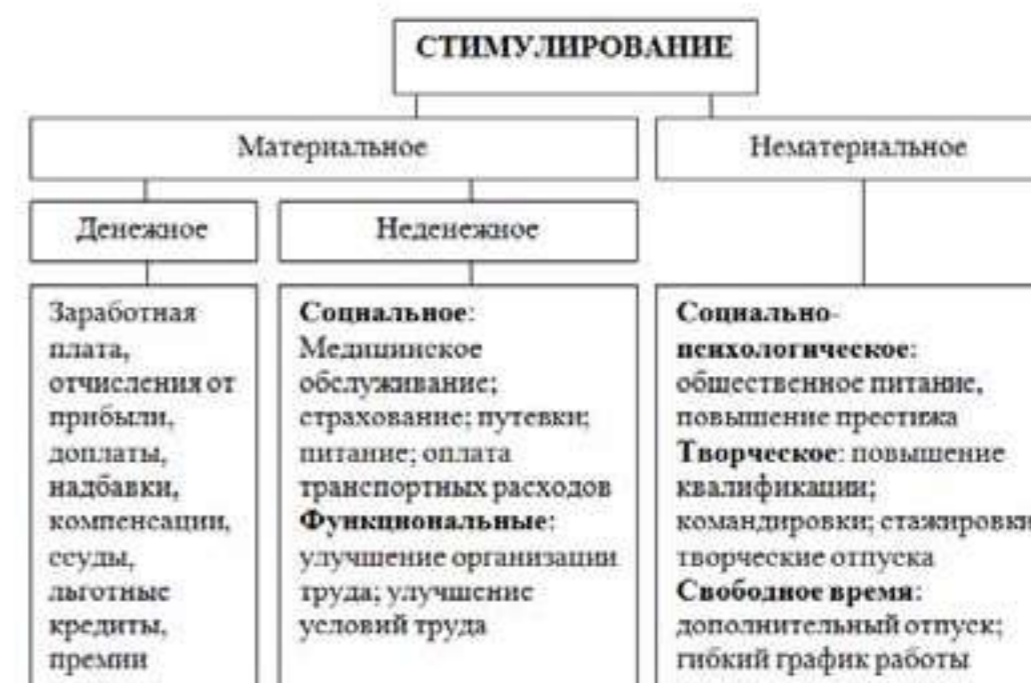 СТИМУЛИРОВАНИЕ
Материальное
Нематериальное
Денежное
Неденежное
Заработная
плата,
отчисления от
прибыли,
доплаты,
надбавки,
компенсации,
ссуды,
льготные
кредиты,
премии
Социальное:
Медицинское
обслуживание;
страхование; путевки;
питание; оплата
транспортных расходов
Функциональные:
улучшение организации
труда; улучшение
условий труда
Социально-
психологическое:
общественное питание,
повышение престижа
Творческое: повышение
квалификации;
командировки; стажировки
творческие отпуска
Свободное время:
дополнительный отпуск;
гибкий график работы